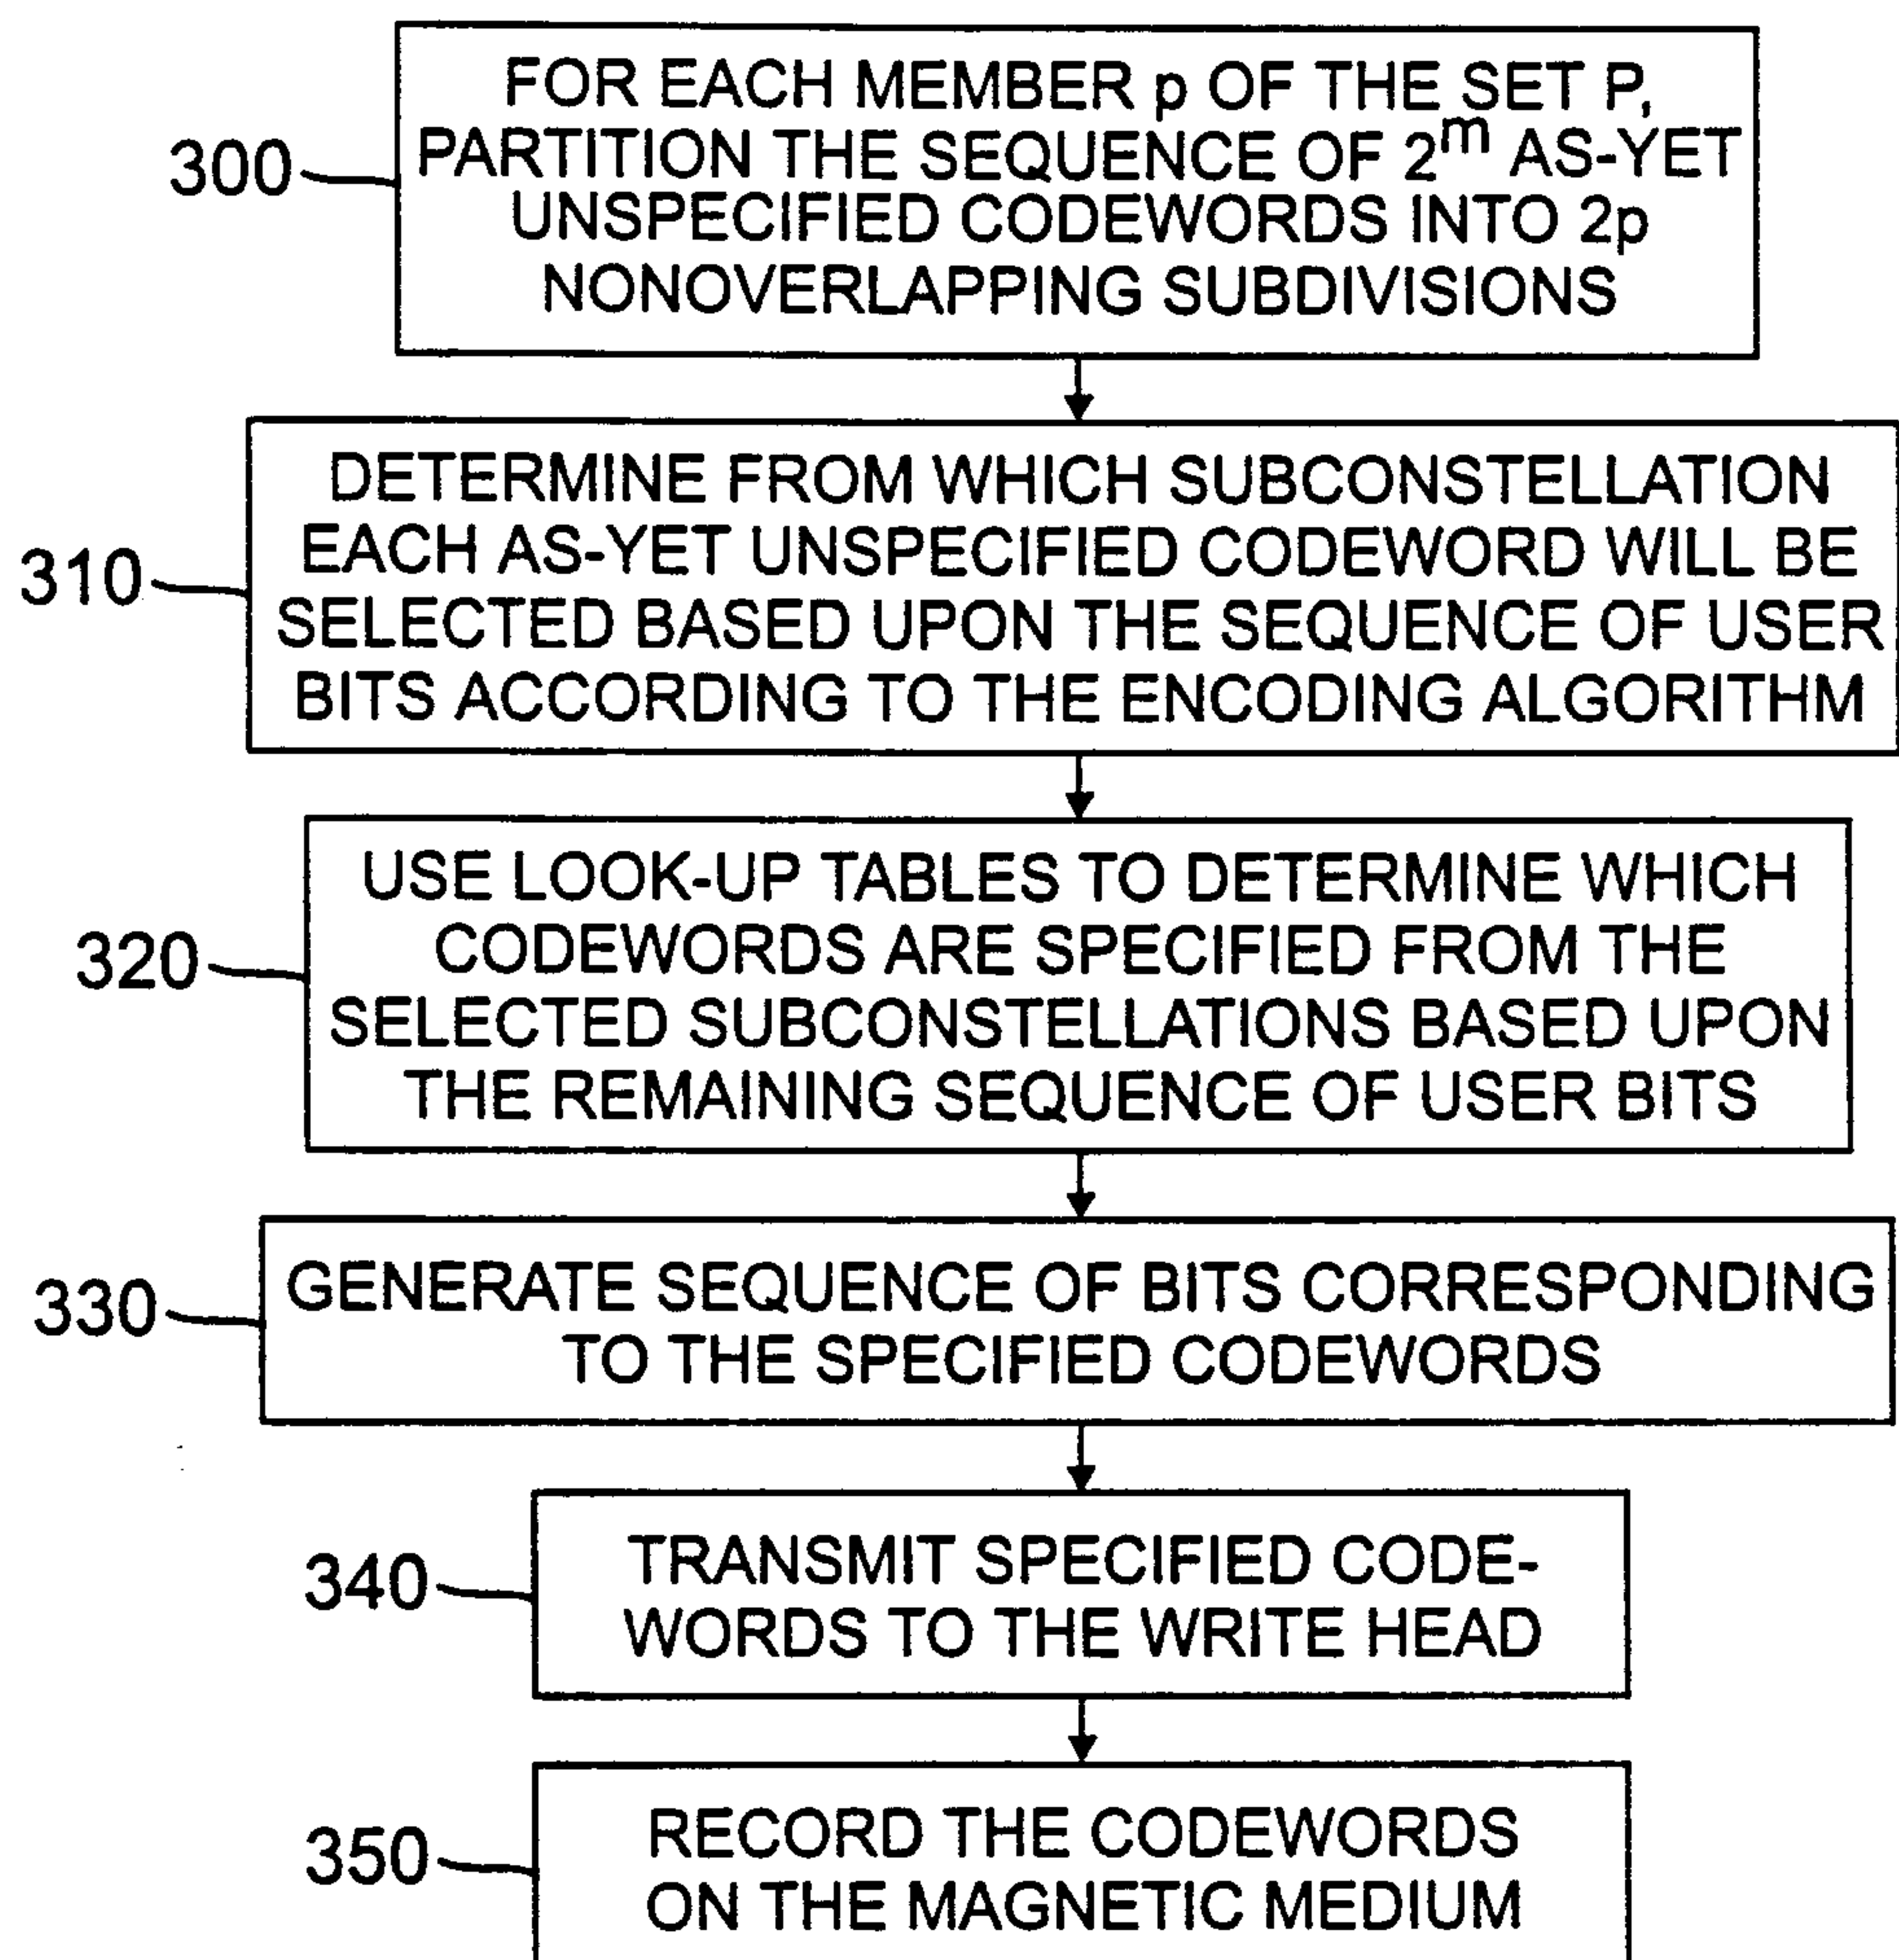 FOR EACH MEMBER p OF THE SET P,
PARTITION THE SEQUENCE OF 2^m AS-YET
UNSPECIFIED CODEWORDS INTO 2p
NONOVERLAPPING SUBDIVISIONS
300
DETERMINE FROM WHICH SUBCONSTELLATION
EACH AS-YET UNSPECIFIED CODEWORD WILL BE
SELECTED BASED UPON THE SEQUENCE OF USER
BITS ACCORDING TO THE ENCODING ALGORITHM
310
USE LOOK-UP TABLES TO DETERMINE WHICH
CODEWORDS ARE SPECIFIED FROM THE
SELECTED SUBCONSTELLATIONS BASED UPON
THE REMAINING SEQUENCE OF USER BITS
320
GENERATE SEQUENCE OF BITS CORRESPONDING
TO THE SPECIFIED CODEWORDS
330
TRANSMIT SPECIFIED CODE-
WORDS TO THE WRITE HEAD
340
RECORD THE CODEWORDS
ON THE MAGNETIC MEDIUM
350